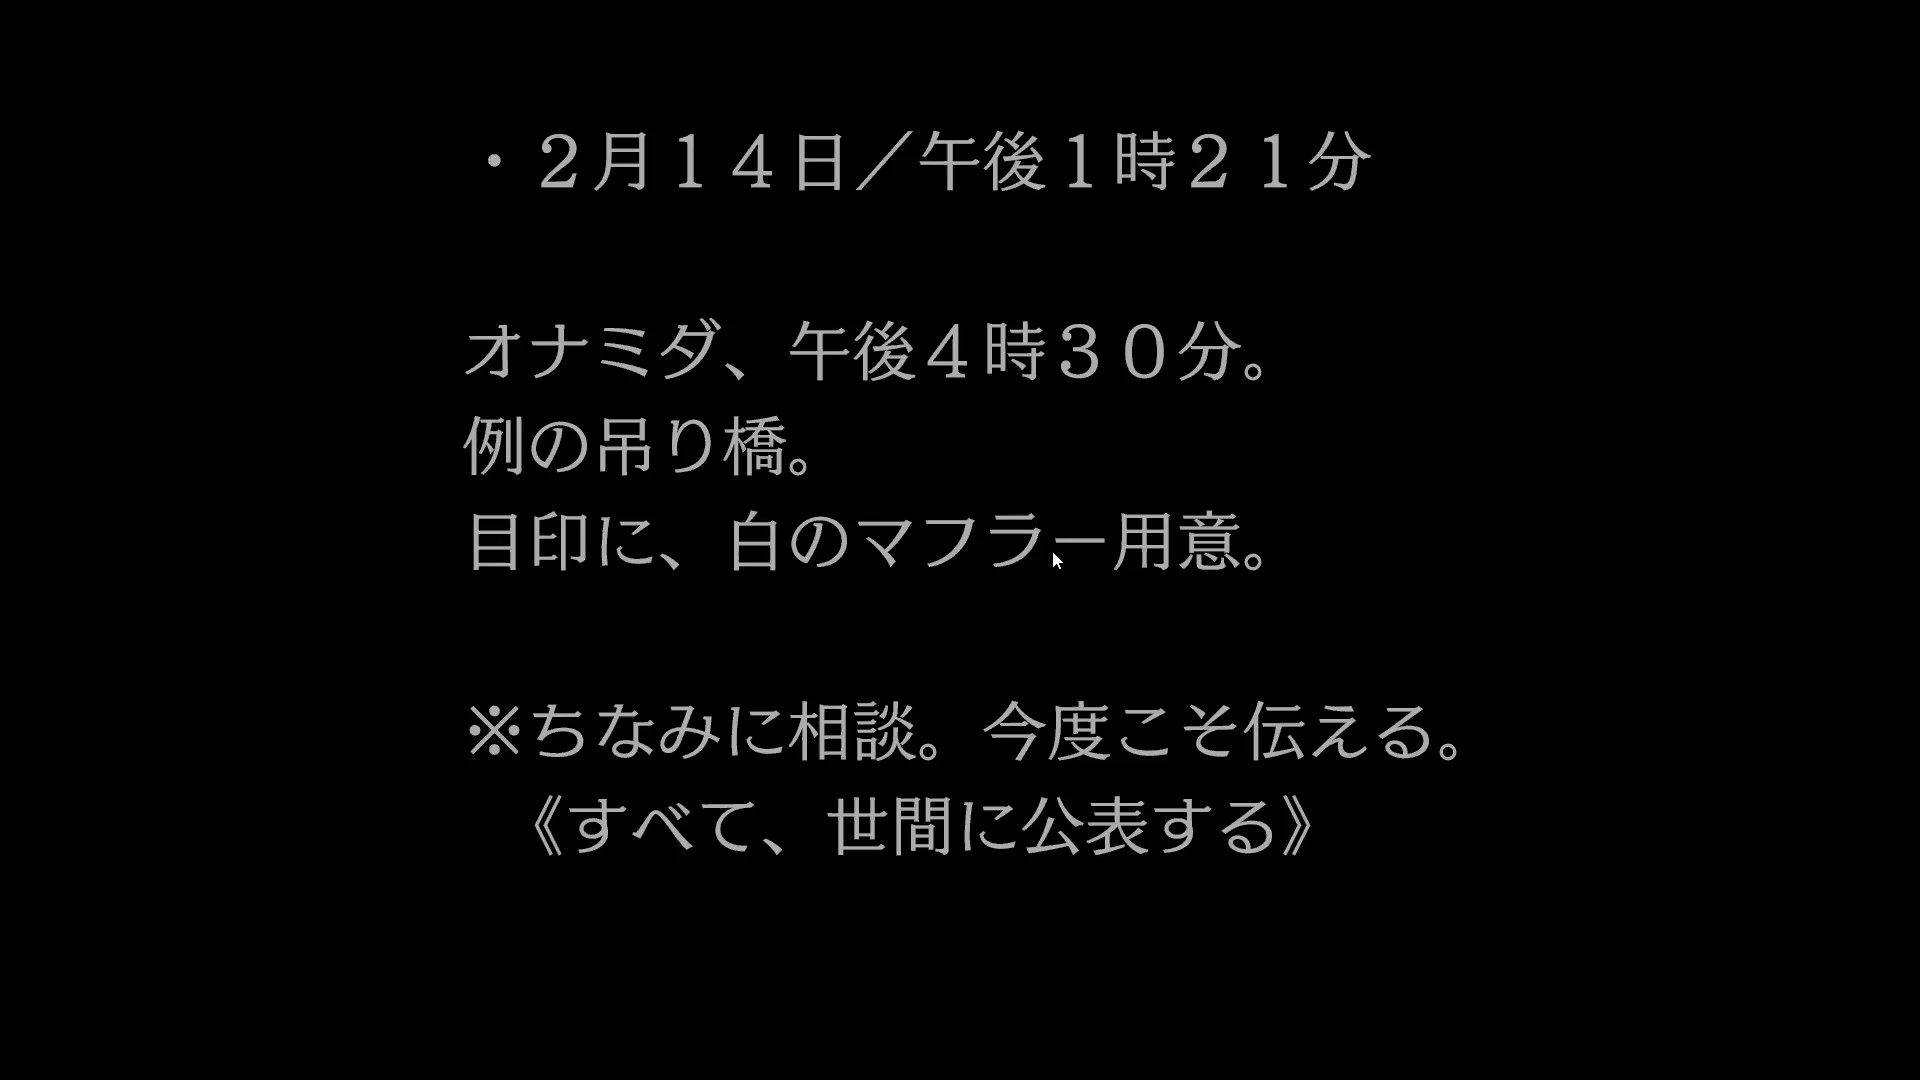 ・２月１４日／午後１時２１分
オナミダ、午後４時３０分。
例の吊り橋。
目印に、白のマフラー用意。
※ちなみに相談。今度こそ伝える。
《すべて、世間に公表する》